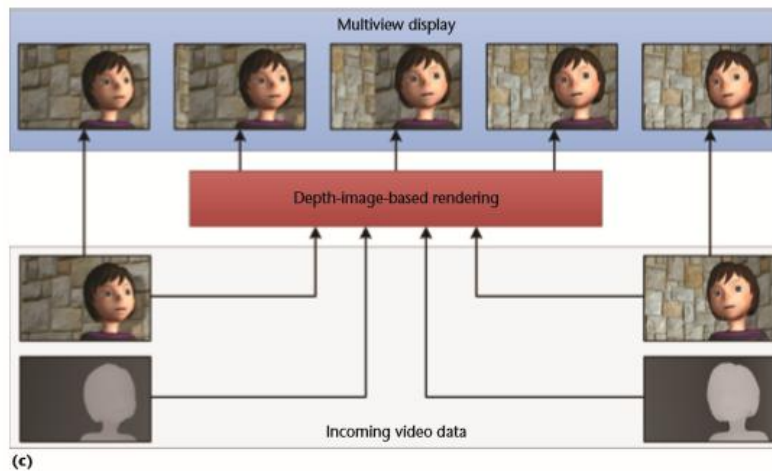 Multiview display
Depth-image-based rendering
Incoming video data
(c)